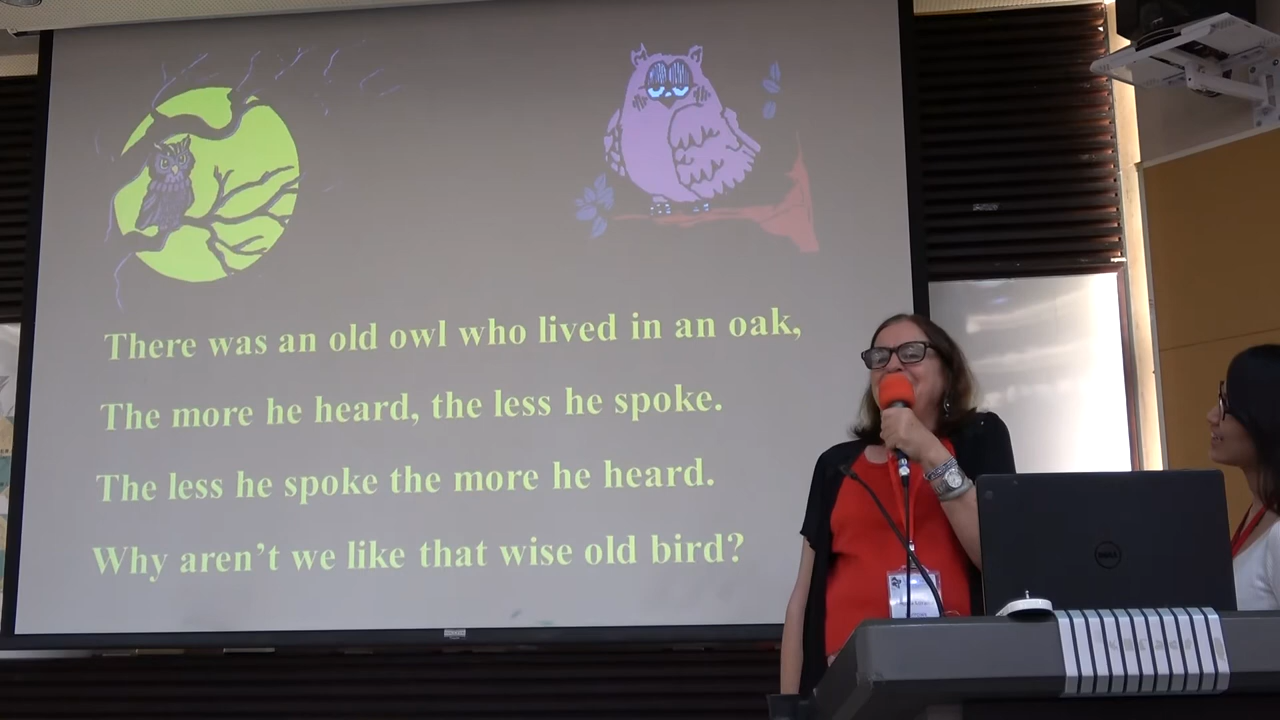 There was an old owl who lived in an oak,
The more he heard, the less he spoke.
The less he spoke the more he heard.
Why aren't we like that wise old bird?
DELL